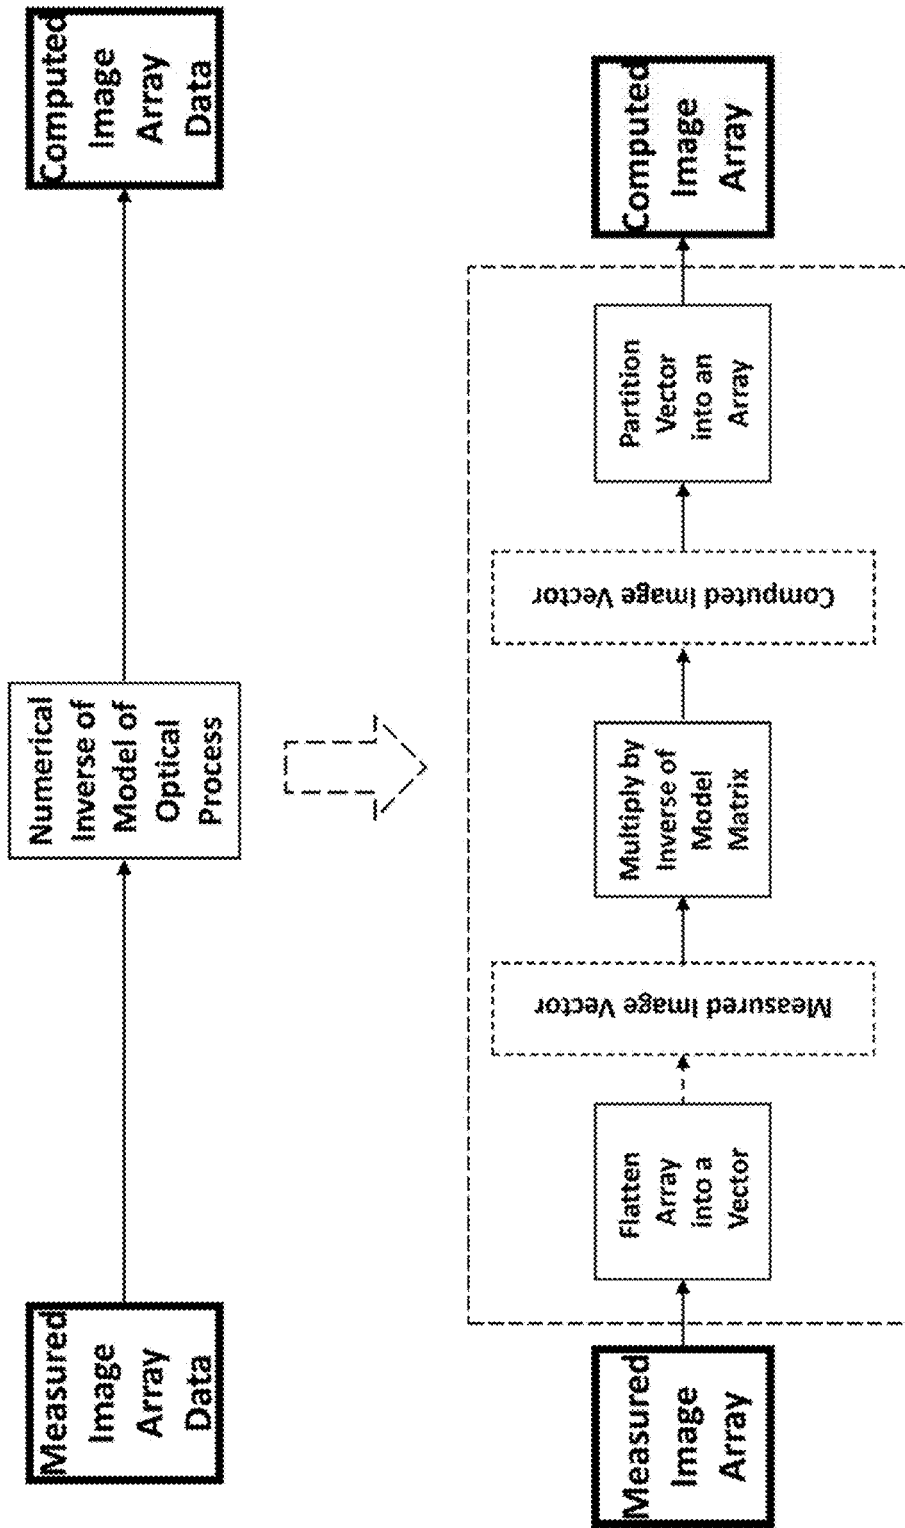 Measured
Image
Array
Data
Numerical
Inverse of
Model of
Optical
Process
Computed
Image
Array
Data
Measured
Image
Array
Flatten
Array
into a
Vector
Measured Image Vector
Multiply by
Inverse of
Model
Matrix
Computed Image Vector
Partition
Vector
into an
Array
Computed
Image
Array